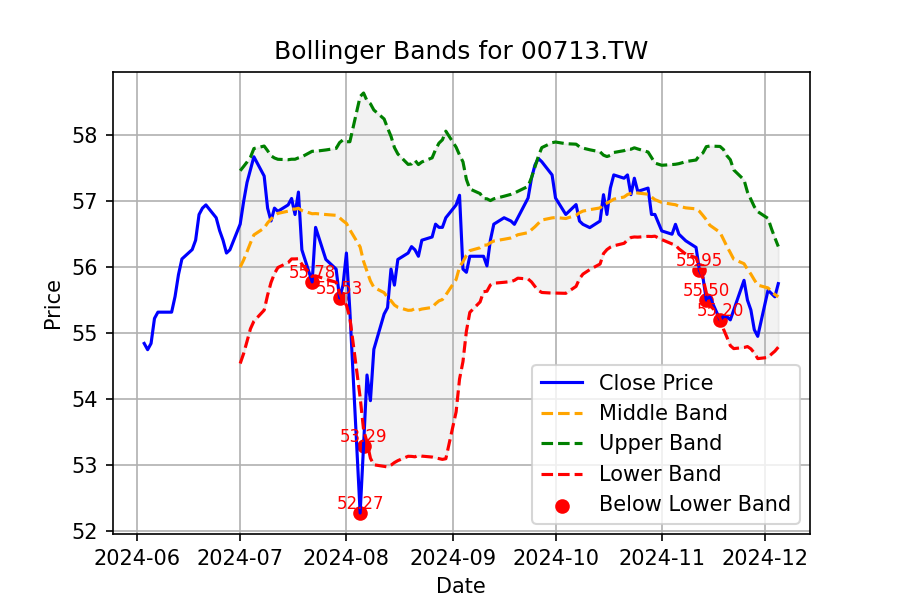 Bollinger Bands for 00713.TW
Price
58
57
56
55
54
53
52
55.78
55.53
53.29
52.27
55.95
55.50
55.20
Close Price
Middle Band
Upper Band
Lower Band
Below Lower Band
2024-06 2024-07 2024-08 2024-09 2024-10 2024-11 2024-12
Date